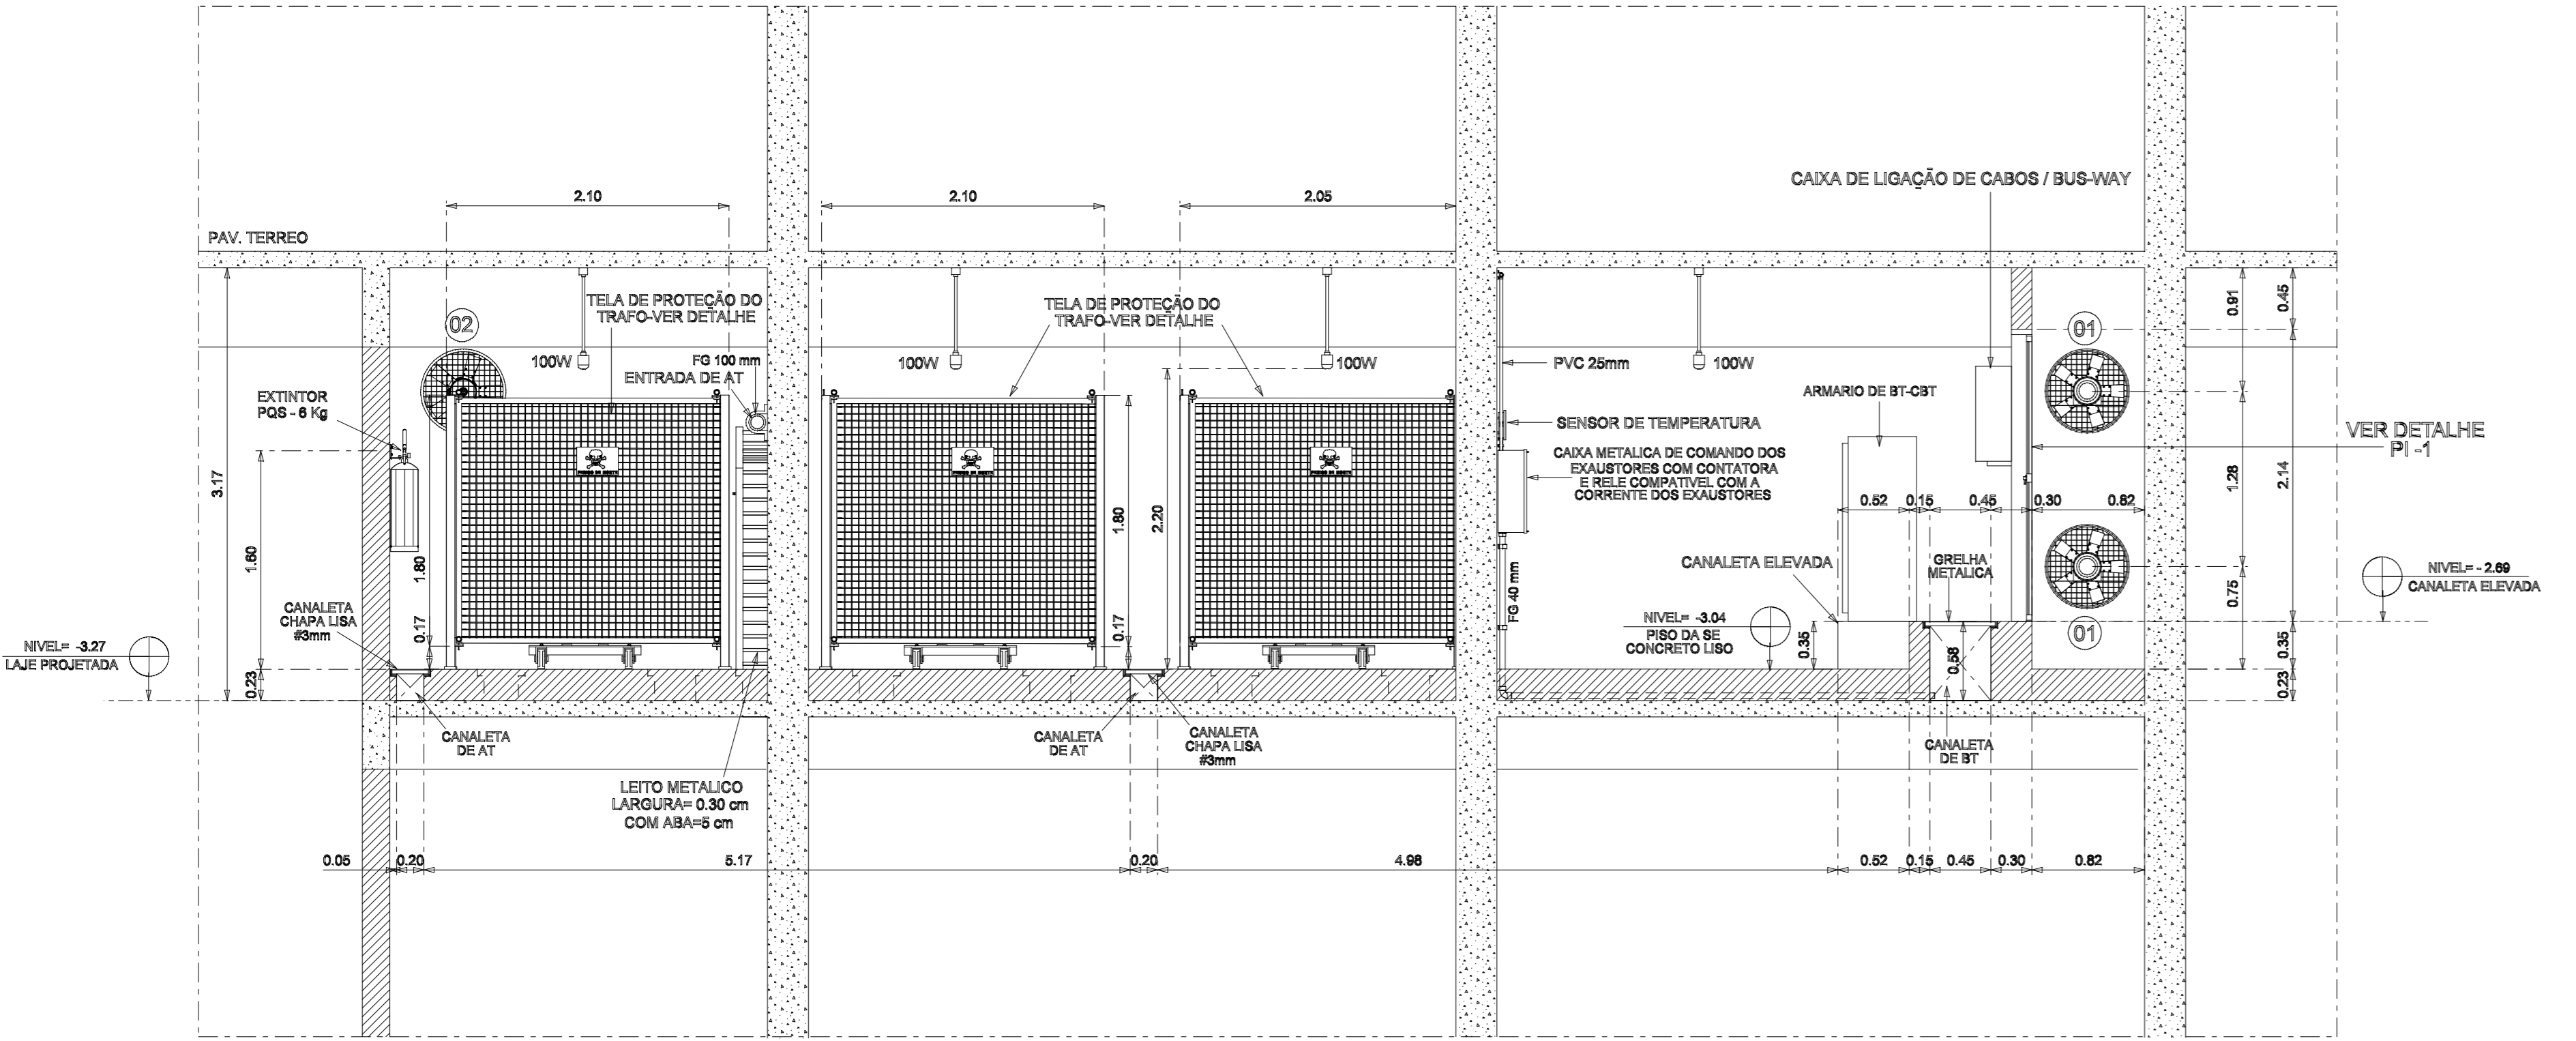 CAIXA DE LIGAÇÃO DE CABOS / BUS-WAY
2.10
2.10
2.05
PAV. TERREO
TELA DE PROTEÇÃO DO
TRAFO-VER DETALHE
02
100W
FG 100 mm
ENTRADA DE AT
TELA DE PROTEÇÃO DO
TRAFO-VER DETALHE
100W
100W
PVC 25mm
100W
01
0.91
0.45
EXTINTOR
PQS - 6 Kg
ARMARIO DE BT-CBT
SENSOR DE TEMPERATURA
CAIXA METALICA DE COMANDO DOS
EXAUSTORES COM CONTATORA
E RELE COMPATIVEL COM A
CORRENTE DOS EXAUSTORES
VER DETALHE
PI -1
PERIGO DE MORTE
PERIGO DE MORTE
PERIGO DE MORTE
3.17
1.60
1.80
0.17
0.23
1.80
0.17
2.20
0.52
0.15
0.45
0.30
0.82
1.28
2.14
0.75
0.35
0.23
CANALETA
CHAPA LISA
#3mm
NIVEL= -3.27
LAJE PROJETADA
FG 40 mm
CANALETA ELEVADA
GRELHA
METALICA
NIVEL= -3.04
PISO DA SE
CONCRETO LISO
0.35
0.58
01
NIVEL= - 2.69
CANALETA ELEVADA
CANALETA
DE AT
CANALETA
DE AT
CANALETA
CHAPA LISA
#3mm
CANALETA
DE BT
LEITO METALICO
LARGURA= 0.30 cm
COM ABA=5 cm
0.05
0.20
5.17
0.20
4.98
0.52
0.15
0.45
0.30
0.82